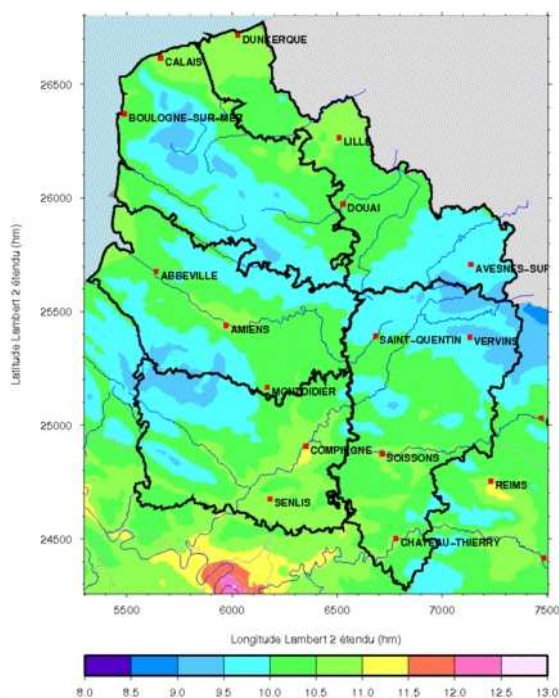 DUNKERQUE
CALAIS
26500
BOULOGNE-SUR-MER
LILLE
26000
DOUAI
AVESNES-SUR
ABBEVILLE
25500
AMIENS
SAINT-QUENTIN
VERVINS
MONTDIDIER
25000
COMPIEGNE
SOISSONS
REIMS
SENLIS
24500
CHATEAU-THIERRY
Latitude Lambert 2 étendu (hm)
5500 6000 6500 7000 7500
Longitude Lambert 2 étendu (hm)
8.0 8.5 9.0 9.5 10.0 10.5 11.0 11.5 12.0 12.5